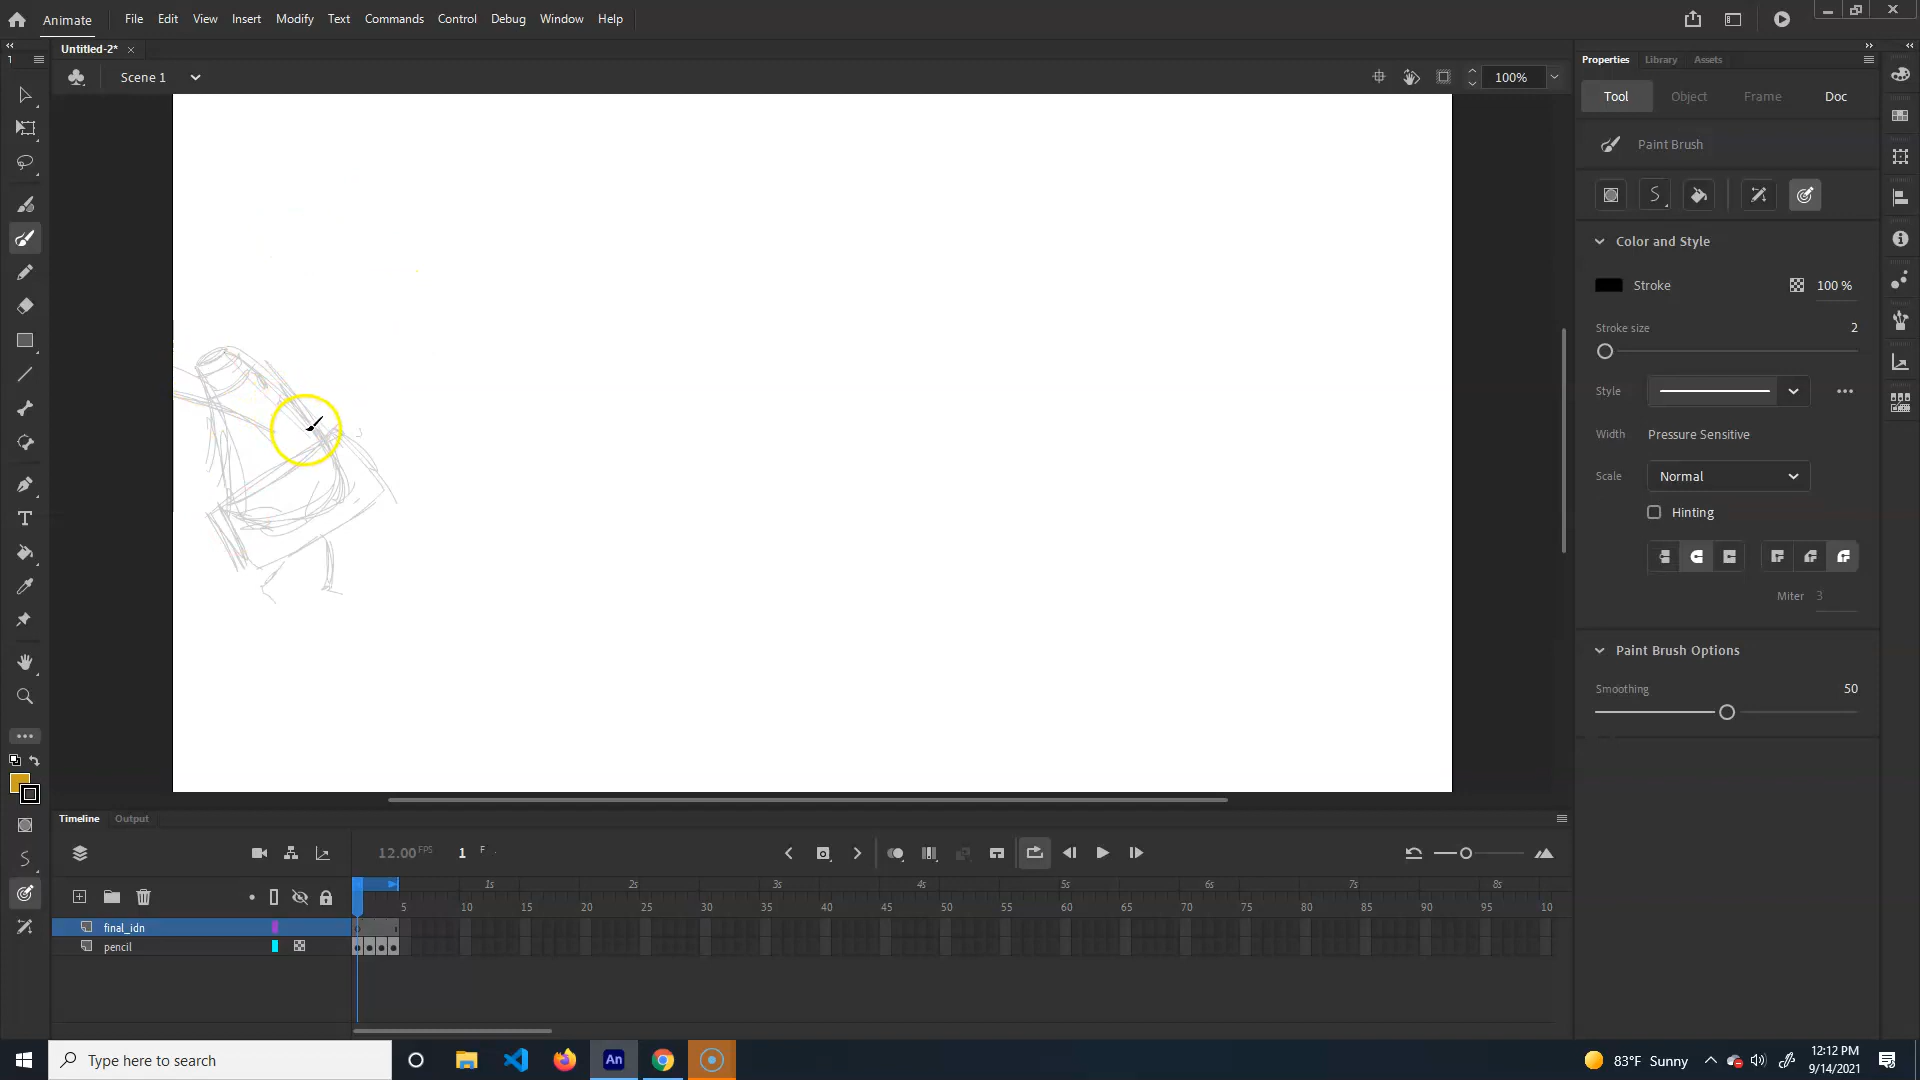 Animate File Edit View Insert Modify Text Commands Control Debug Window Help
Untitled-2* ×
Scene 1 100%
Properties Library Assets
Tool Object Frame Doc
Paint Brush
Color and Style
Stroke 100 %
Stroke size 2
Style
Width Pressure Sensitive
Scale Normal
Hinting
Miter 3
Paint Brush Options
Smoothing 50
Timeline Output
12.00 FPS 1 F
1s 2s 3s 4s 5s 6s 7s 8s
5 10 15 20 25 30 35 40 45 50 55 60 65 70 75 80 85 90 95 10
final_idn
pencil
Type here to search An 83°F Sunny 12:12 PM
9/14/2021